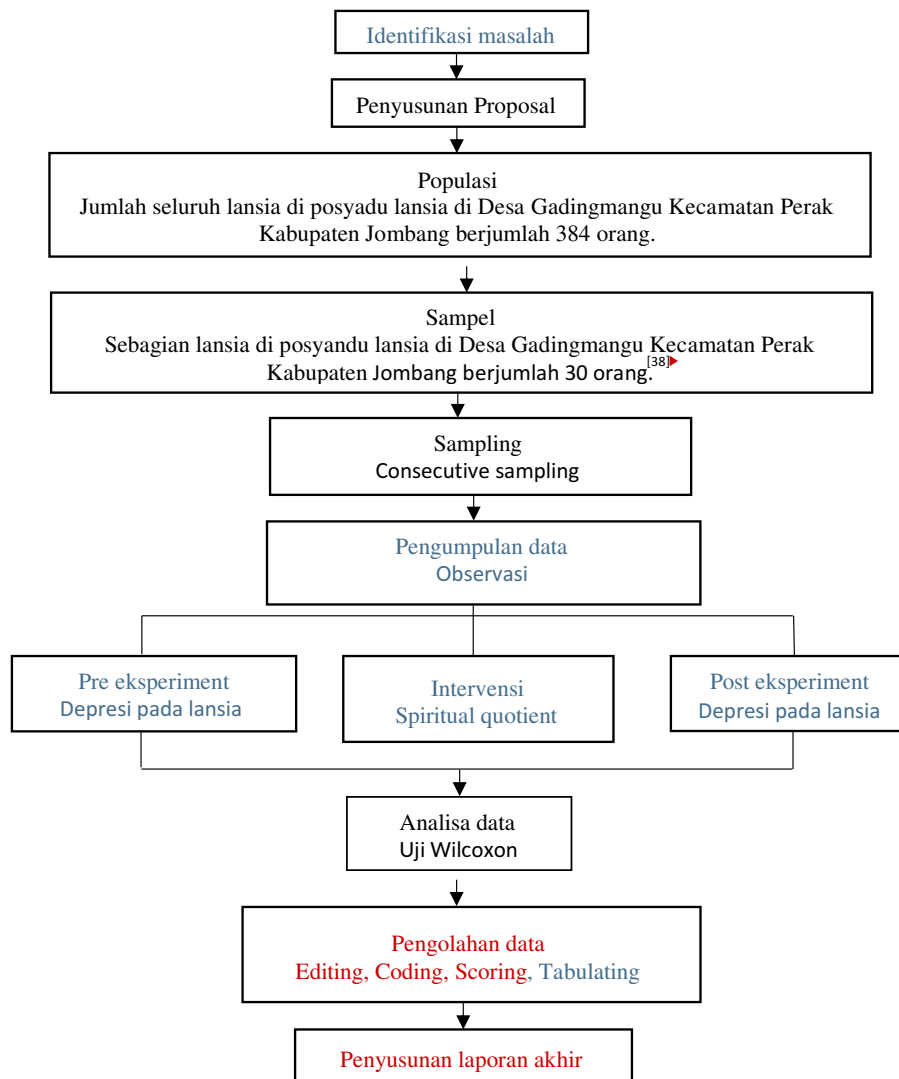 Identifikasi masalah
Penyusunan Proposal
Populasi
Jumlah seluruh lansia di posyadu lansia di Desa Gadingmangu Kecamatan Perak
Kabupaten Jombang berjumlah 384 orang.
Sampel
Sebagian lansia di posyandu lansia di Desa Gadingmangu Kecamatan Perak
Kabupaten Jombang berjumlah 30 orang.[38]
Sampling
Consecutive sampling
Pengumpulan data
Observasi
Pre eksperiment
Depresi pada lansia
Intervensi
Spiritual quotient
Post eksperiment
Depresi pada lansia
Analisa data
Uji Wilcoxon
Pengolahan data
Editing, Coding, Scoring, Tabulating
Penyusunan laporan akhir